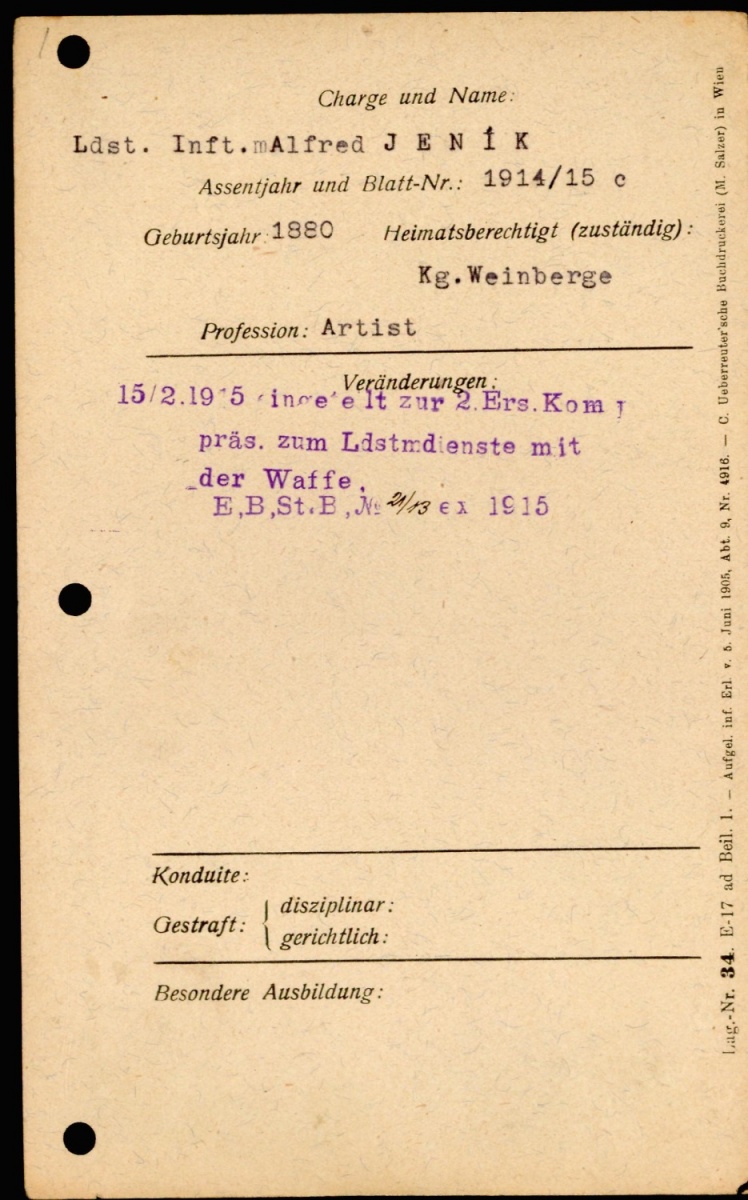 Charge und Name:
Ldst. Inft.mAlfred J E N Í K
Assentjahr und Blatt-Nr.: 1914/15 c
Geburtsjahr: 1880 Heimatsberechtigt (zuständig):
Kg.Weinberge
Profession: Artist
Veränderungen:
15/2.1915 zur 2.Ers.Kom
präs. zum Ldstmdienste mit
der Waffe.
E,B,St.B,№ 21/13 ex 1915
Konduite:
Gestraft: { disziplinar:
gerichtlich:
Besondere Ausbildung:
Lag.-Nr. 34. E-17 ad Beil. 1. — Aufgel. inf. Erl. v. 5. Juni 1905, Abt. 9, Nr. 4916. — C. Ueberreuter'sche Buchdruckerei (M. Salzer) in Wien